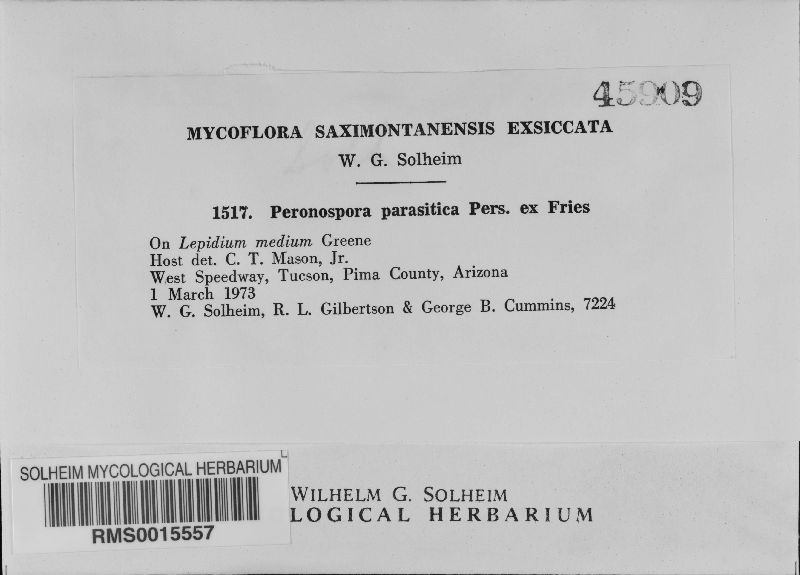 45909
MYCOFLORA SAXIMONTANENSIS EXSICCATA
W. G. Solheim
1517. Peronospora parasitica Pers. ex Fries
On Lepidium medium Greene
Host det. C. T. Mason, Jr.
West Speedway, Tucson, Pima County, Arizona
1 March 1973
W. G. Solheim, R. L. Gilbertson & George B. Cummins, 7224
SOLHEIM MYCOLOGICAL HERBARIUM
RMS0015557
WILHELM G. SOLHEIM
LOGICAL HERBARIUM